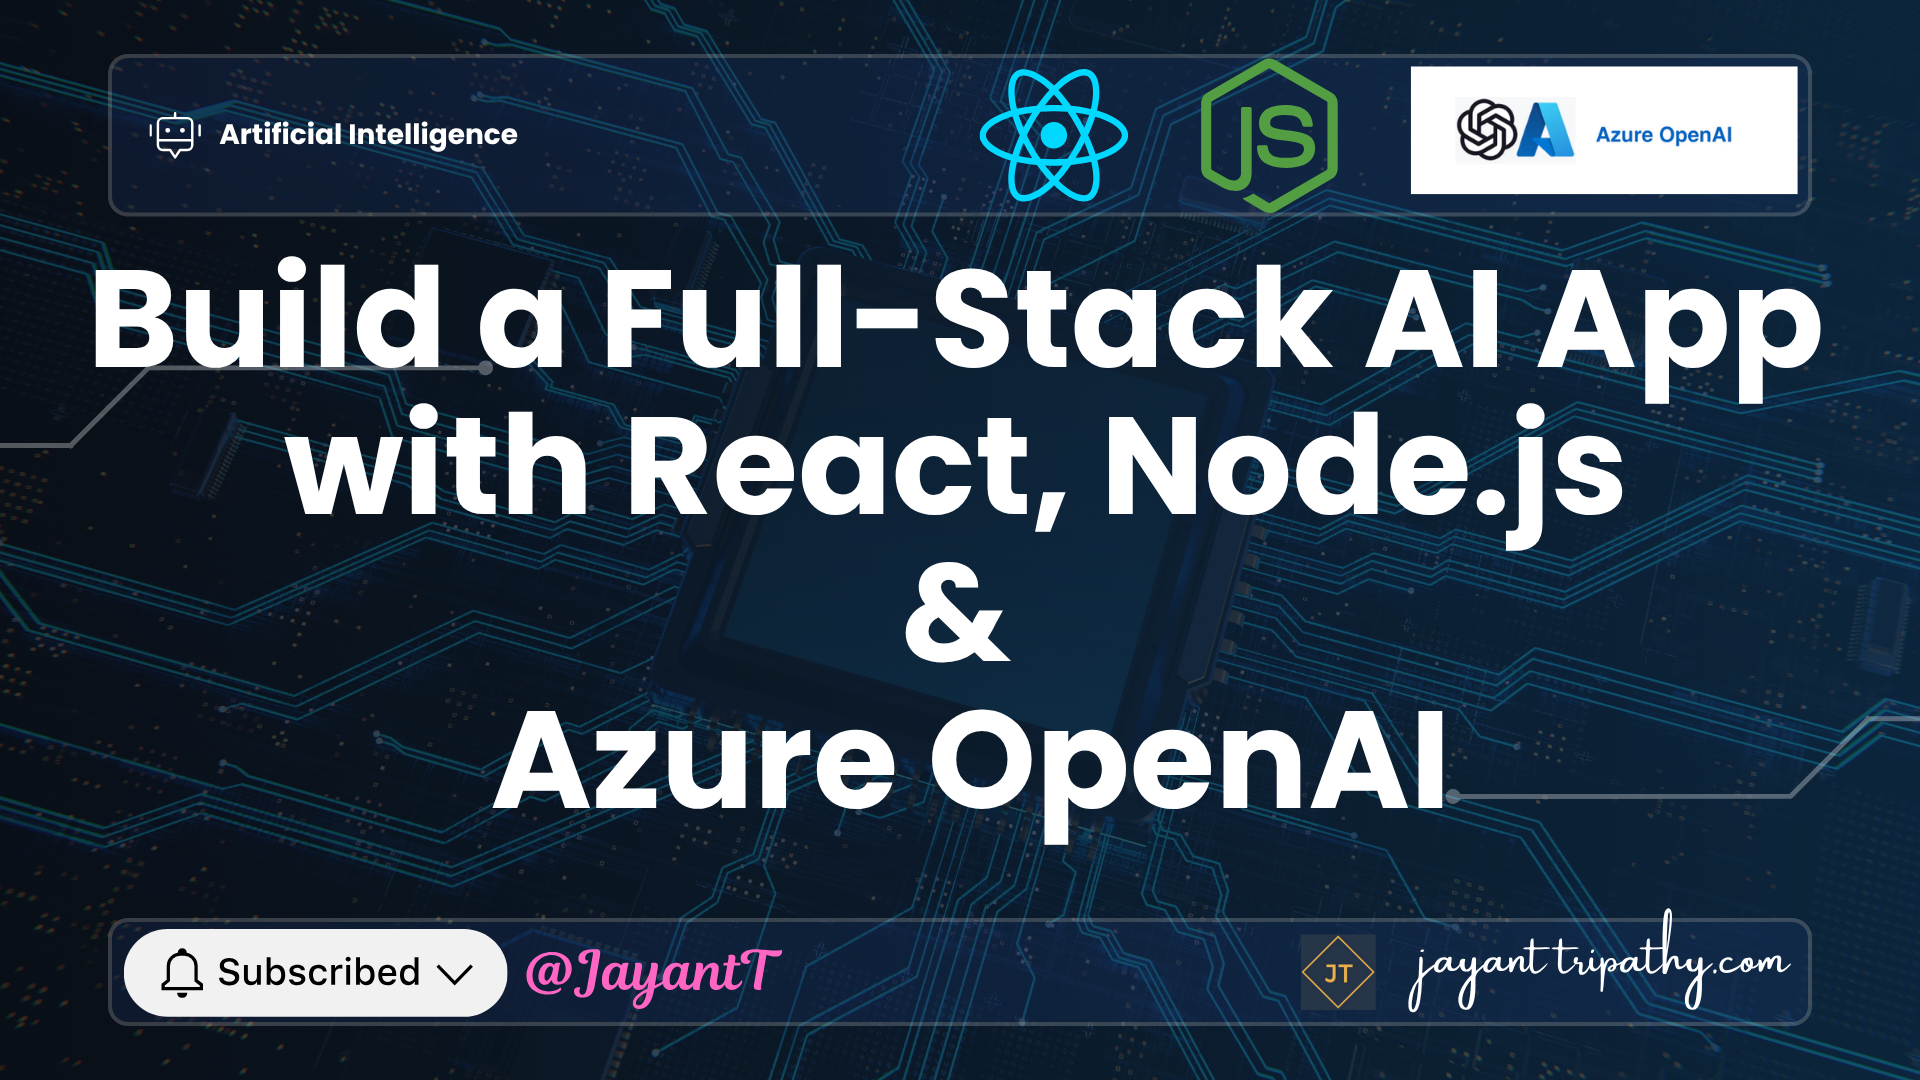 Artificial Intelligence
JS
Azure OpenAI
Build a Full-Stack AI App
with React, Node.js
&
Azure OpenAI
Subscribed
@JayantT
JT
jayanttripathy.com